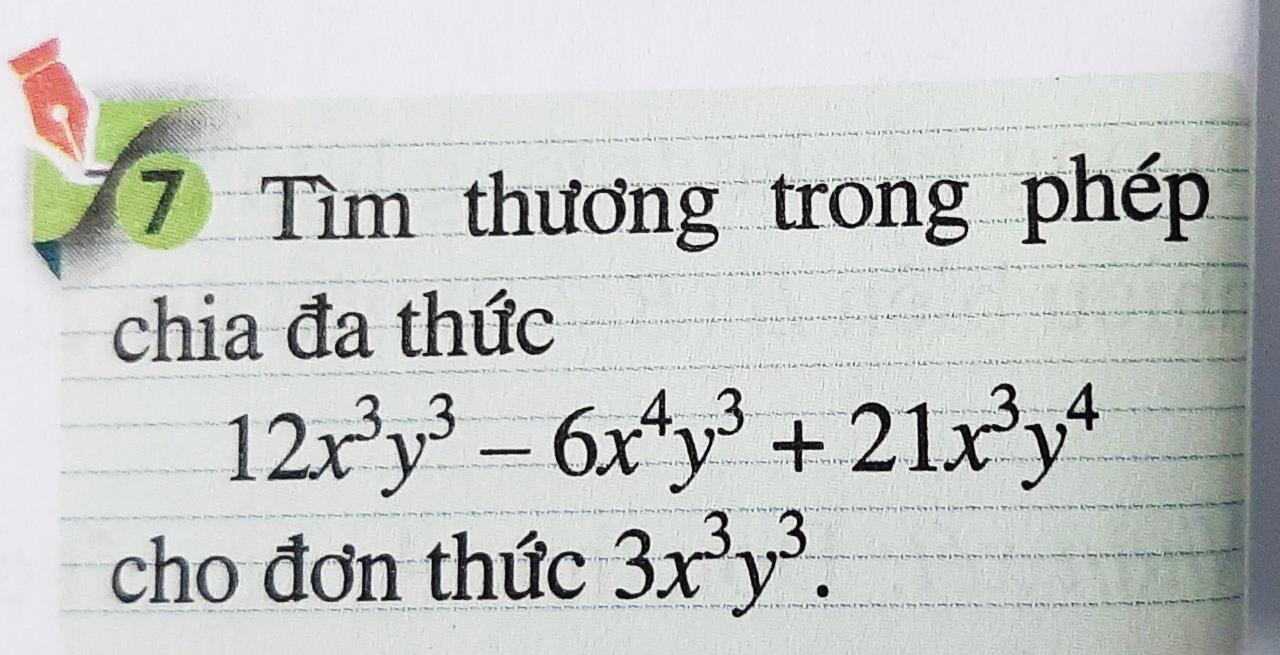 7 Tìm thương trong phép
chia đa thức
12x³y³ – 6x⁴y³ + 21x³y⁴
cho đơn thức 3x³y³.